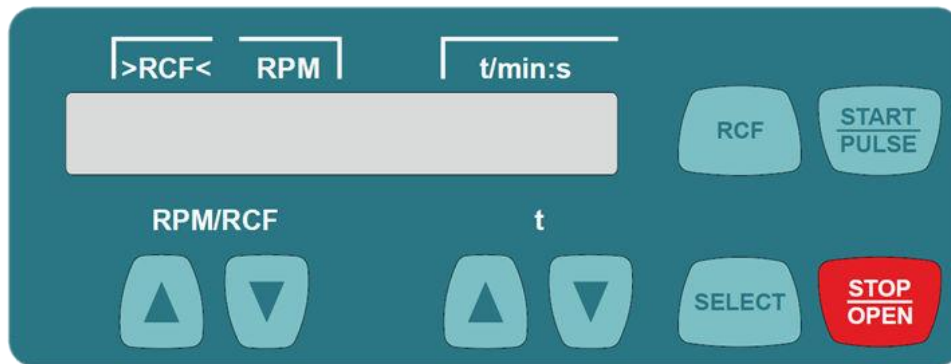 >RCF< RPM t/min:s
RCF
START
PULSE
RPM/RCF t
SELECT
STOP
OPEN